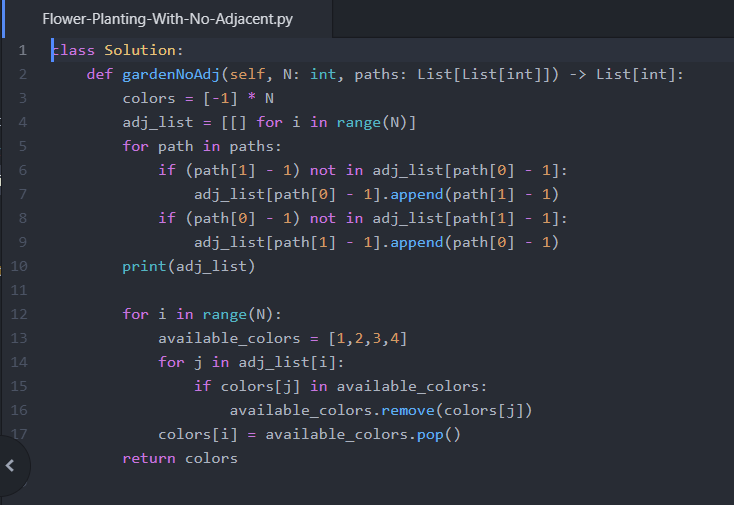 Flower-Planting-With-No-Adjacent.py
1 class Solution:
2     def gardenNoAdj(self, N: int, paths: List[List[int]]) -> List[int]:
3         colors = [-1] * N
4         adj_list = [[] for i in range(N)]
5         for path in paths:
6             if (path[1] - 1) not in adj_list[path[0] - 1]:
7                 adj_list[path[0] - 1].append(path[1] - 1)
8             if (path[0] - 1) not in adj_list[path[1] - 1]:
9                 adj_list[path[1] - 1].append(path[0] - 1)
10         print(adj_list)
11
12         for i in range(N):
13             available_colors = [1,2,3,4]
14             for j in adj_list[i]:
15                 if colors[j] in available_colors:
16                     available_colors.remove(colors[j])
17             colors[i] = available_colors.pop()
        return colors